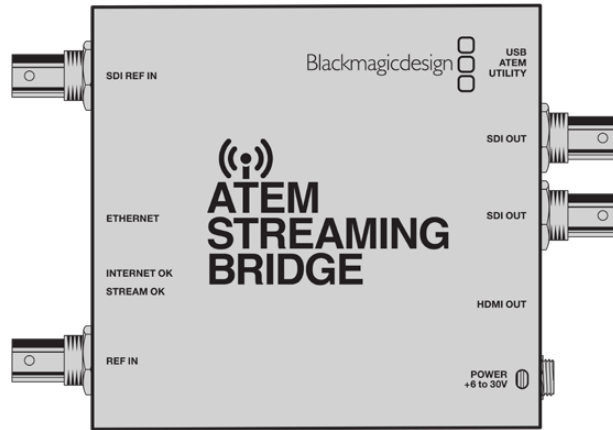 Blackmagicdesign
USB
ATEM
UTILITY
SDI REF IN
SDI OUT
ATEM
STREAMING
BRIDGE
ETHERNET
SDI OUT
INTERNET OK
STREAM OK
HDMI OUT
REF IN
POWER
+6 to 30V